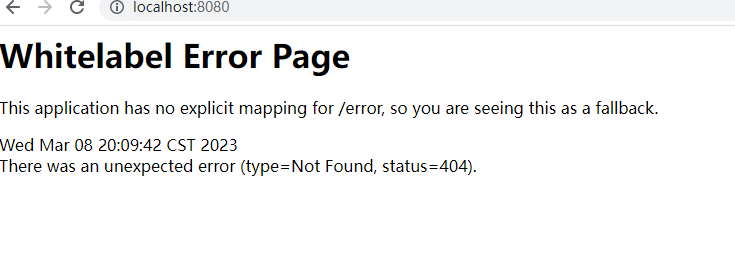 localhost:8080
Whitelabel Error Page
This application has no explicit mapping for /error, so you are seeing this as a fallback.
Wed Mar 08 20:09:42 CST 2023
There was an unexpected error (type=Not Found, status=404).